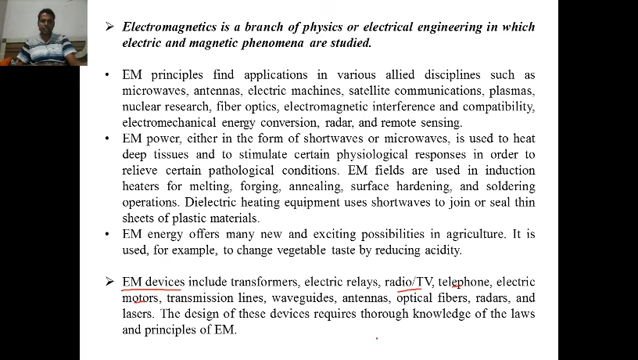 ➢ Electromagnetics is a branch of physics or electrical engineering in which
electric and magnetic phenomena are studied.
• EM principles find applications in various allied disciplines such as
microwaves, antennas, electric machines, satellite communications, plasmas,
nuclear research, fiber optics, electromagnetic interference and compatibility,
electromechanical energy conversion, radar, and remote sensing.
• EM power, either in the form of shortwaves or microwaves, is used to heat
deep tissues and to stimulate certain physiological responses in order to
relieve certain pathological conditions. EM fields are used in induction
heaters for melting, forging, annealing, surface hardening, and soldering
operations. Dielectric heating equipment uses shortwaves to join or seal thin
sheets of plastic materials.
• EM energy offers many new and exciting possibilities in agriculture. It is
used, for example, to change vegetable taste by reducing acidity.
➢ EM devices include transformers, electric relays, radio/TV, telephone, electric
motors, transmission lines, waveguides, antennas, optical fibers, radars, and
lasers. The design of these devices requires thorough knowledge of the laws
and principles of EM.